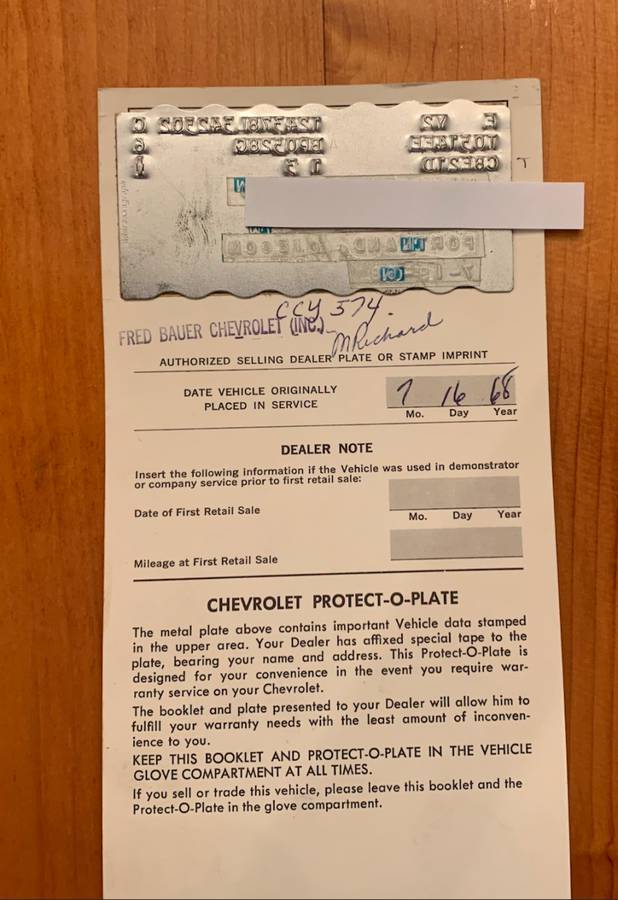 PORTLAND OREGON
CCY 574.
FRED BAUER CHEVROLET (INC.)
MRichard
AUTHORIZED SELLING DEALER PLATE OR STAMP IMPRINT
DATE VEHICLE ORIGINALLY
PLACED IN SERVICE
7 16 68
Mo. Day Year
DEALER NOTE
Insert the following information if the Vehicle was used in demonstrator
or company service prior to first retail sale:
Date of First Retail Sale
Mo. Day Year
Mileage at First Retail Sale
CHEVROLET PROTECT-O-PLATE
The metal plate above contains important Vehicle data stamped
in the upper area. Your Dealer has affixed special tape to the
plate, bearing your name and address. This Protect-O-Plate is
designed for your convenience in the event you require war-
ranty service on your Chevrolet.
The booklet and plate presented to your Dealer will allow him to
fulfill your warranty needs with the least amount of inconven-
ience to you.
KEEP THIS BOOKLET AND PROTECT-O-PLATE IN THE VEHICLE
GLOVE COMPARTMENT AT ALL TIMES.
If you sell or trade this vehicle, please leave this booklet and the
Protect-O-Plate in the glove compartment.